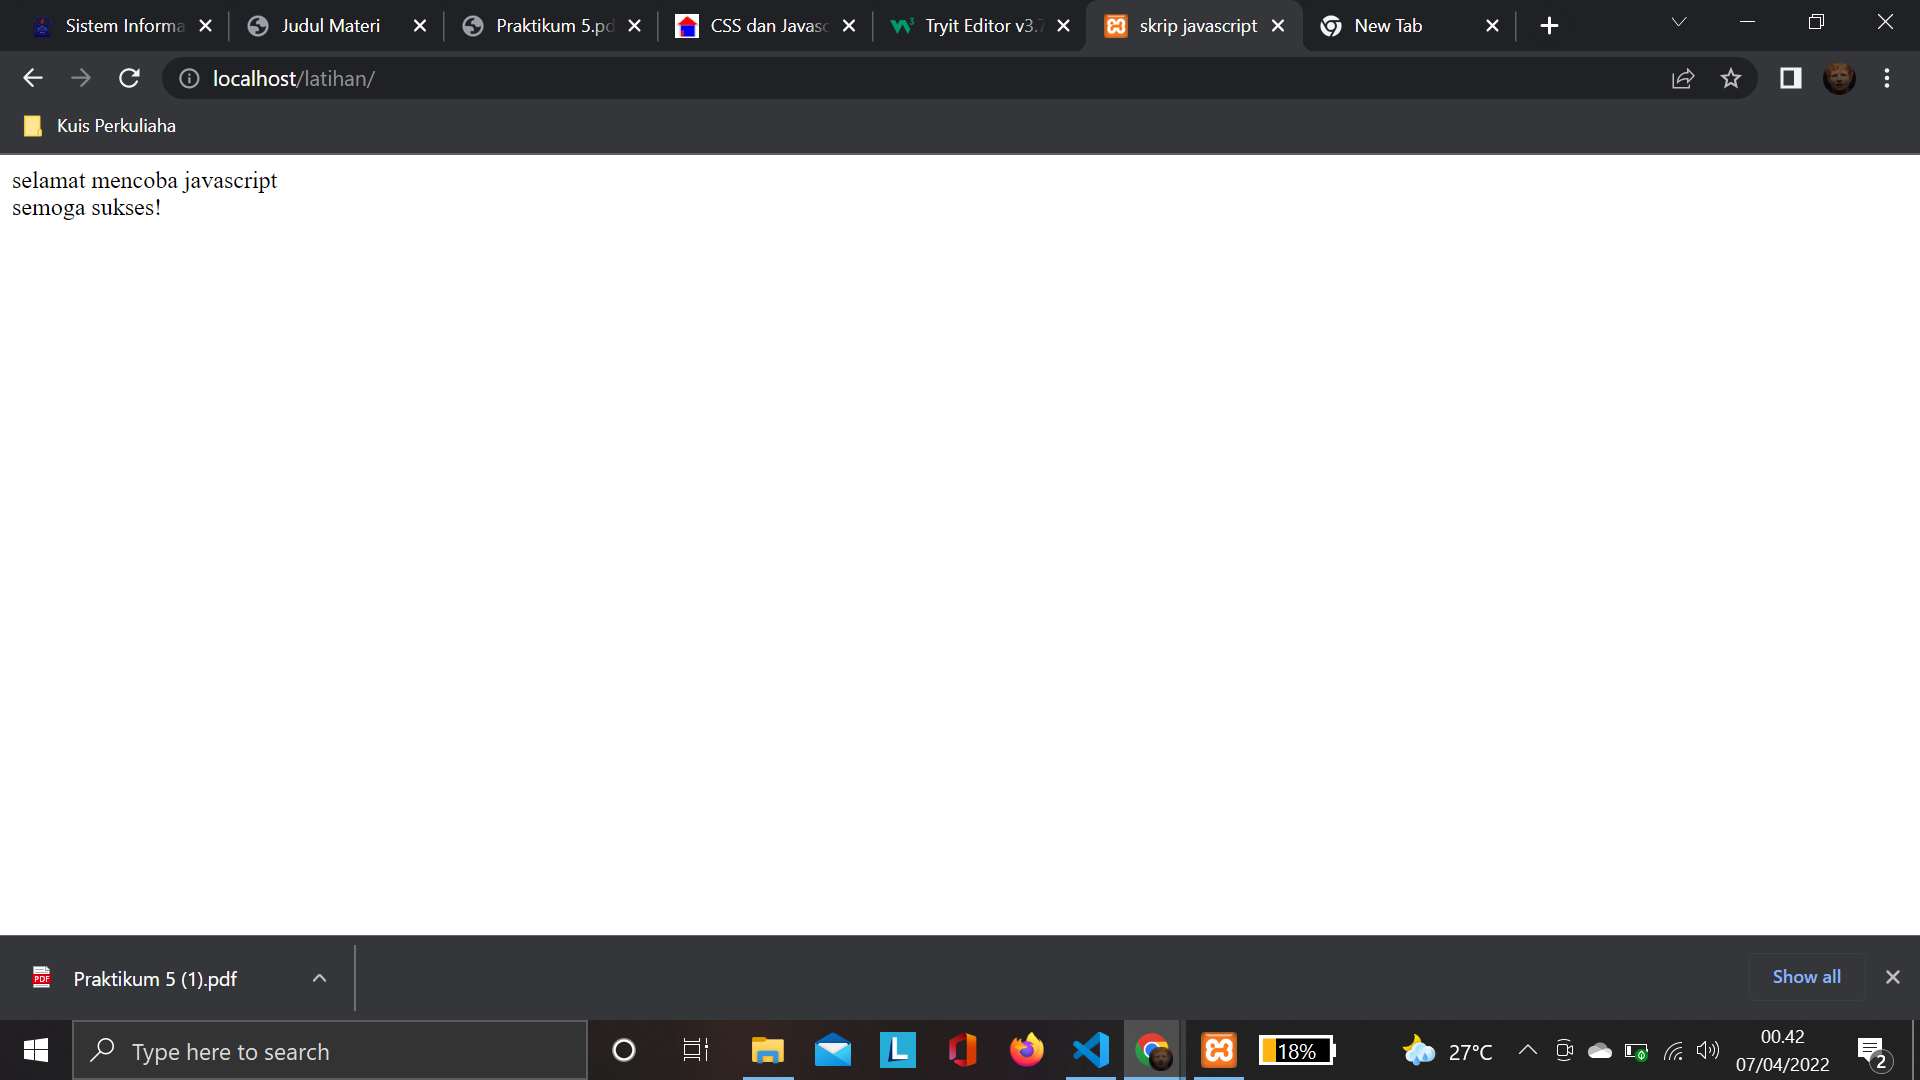 Sistem Informa
Judul Materi
Praktikum 5.pd
CSS dan Javasc
Tryit Editor v3.7
skrip javascript
New Tab
localhost/latihan/
Kuis Perkuliaha
selamat mencoba javascript
semoga sukses!
Praktikum 5 (1).pdf
Show all
Type here to search
18%
27°C
00.42
07/04/2022
2